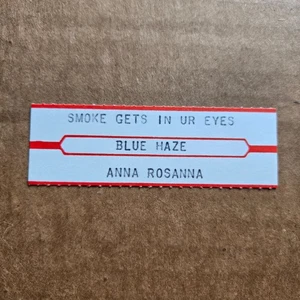 SMOKE GETS IN UR EYES
BLUE HAZE
ANNA ROSANNA